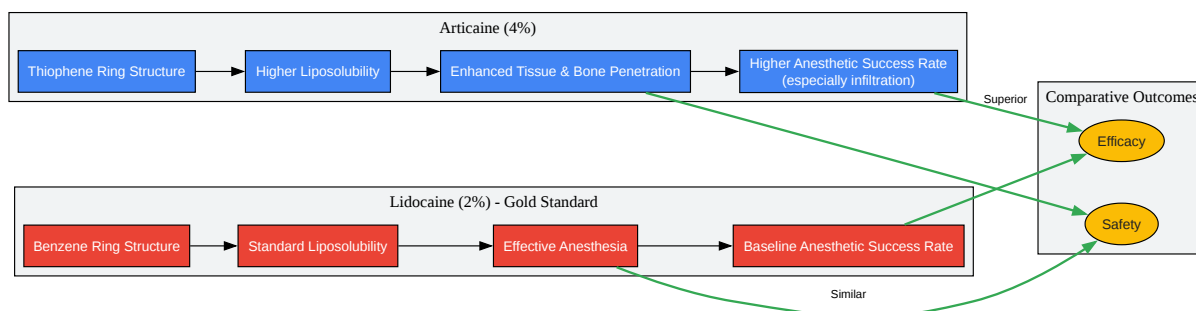 Articaine (4%)
Thiophene Ring Structure
Higher Liposolubility
Enhanced Tissue & Bone Penetration
Higher Anesthetic Success Rate
(especially infiltration)
Superior
Comparative Outcomes
Efficacy
Safety
Lidocaine (2%) - Gold Standard
Benzene Ring Structure
Standard Liposolubility
Effective Anesthesia
Baseline Anesthetic Success Rate
Similar